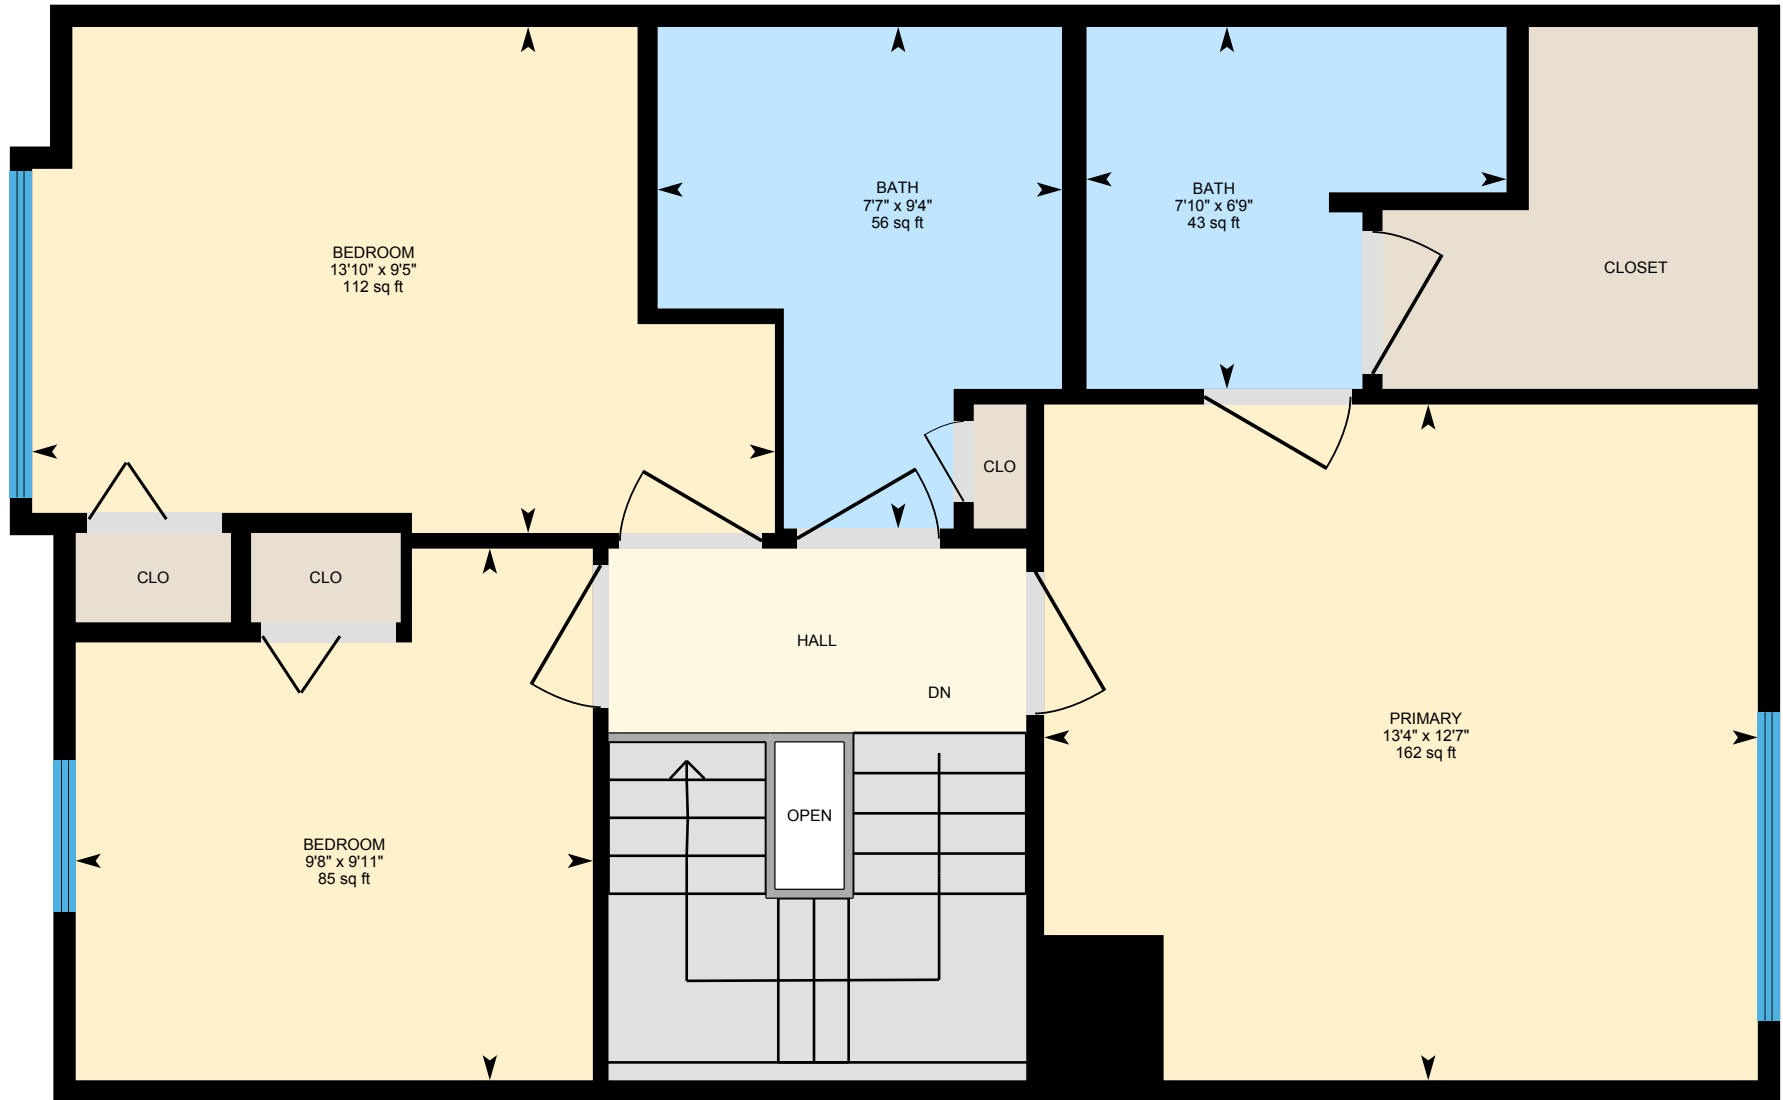 BATH
7'7" x 9'4"
56 sq ft
BATH
7'10" x 6'9"
43 sq ft
BEDROOM
13'10" x 9'5"
112 sq ft
CLOSET
CLO
CLO
CLO
HALL
DN
PRIMARY
13'4" x 12'7"
162 sq ft
OPEN
BEDROOM
9'8" x 9'11"
85 sq ft